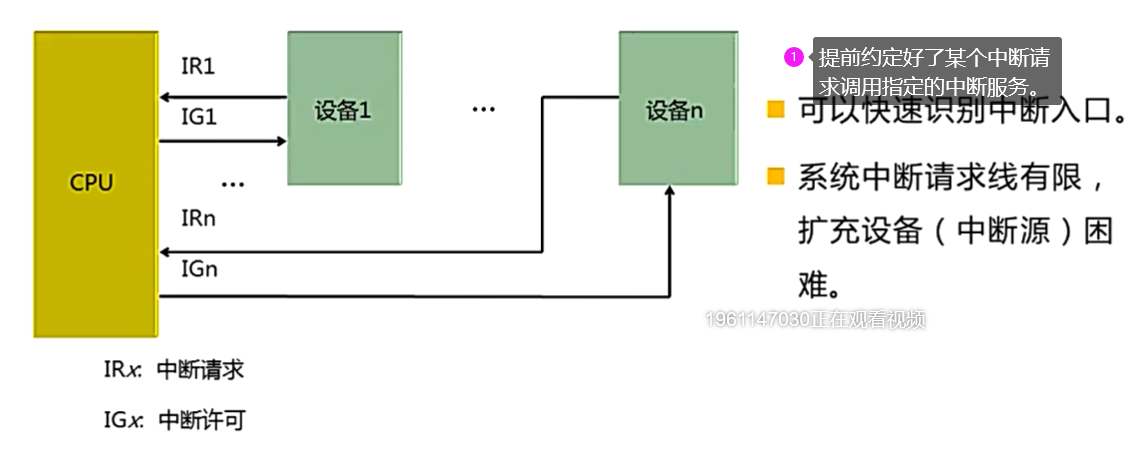 IR1
IG1
...
IRn
IGn
CPU
设备1
...
设备n
1
提前约定好了某个中断请
求调用指定的中断服务。
可以快速识别中断入口。
系统中断请求线有限，
扩充设备（中断源）困
难。
1961147030正在观看视频
IRx: 中断请求
IGx: 中断许可